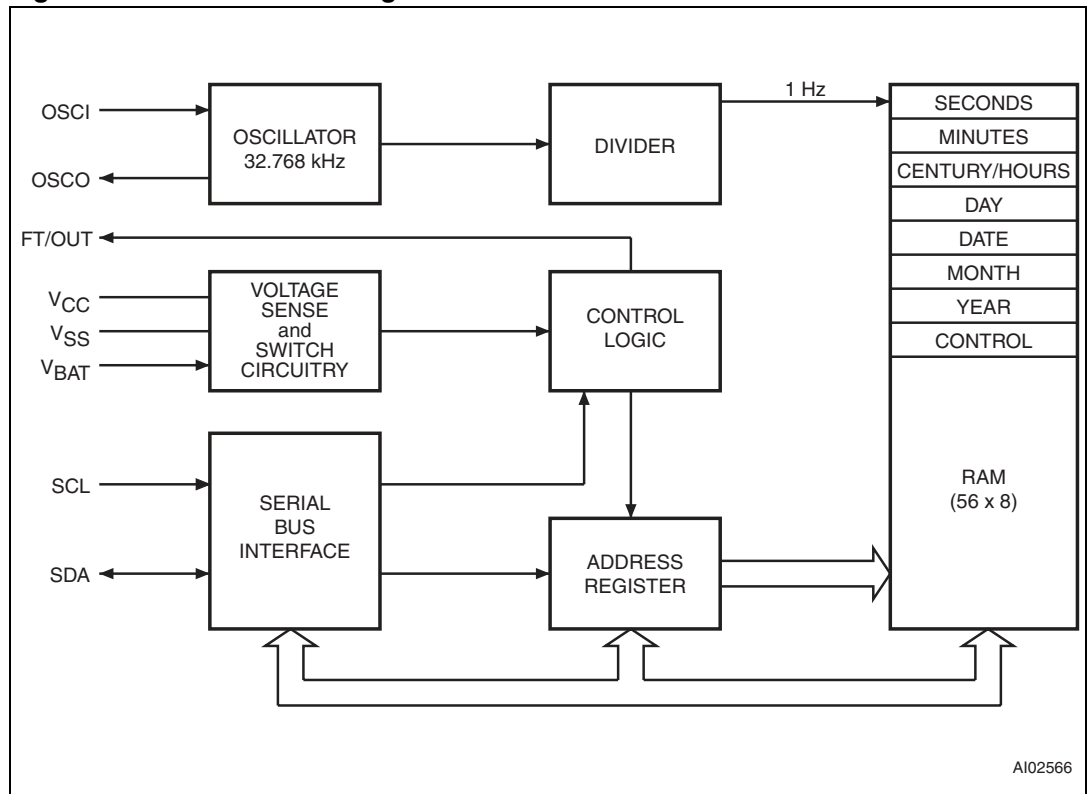 OSCI
OSCO
FT/OUT
VCC
VSS
VBAT
SCL
SDA
OSCILLATOR
32.768 kHz
VOLTAGE
SENSE
and
SWITCH
CIRCUITRY
SERIAL
BUS
INTERFACE
DIVIDER
CONTROL
LOGIC
ADDRESS
REGISTER
1 Hz
SECONDS
MINUTES
CENTURY/HOURS
DAY
DATE
MONTH
YEAR
CONTROL
RAM
(56 x 8)
AI02566